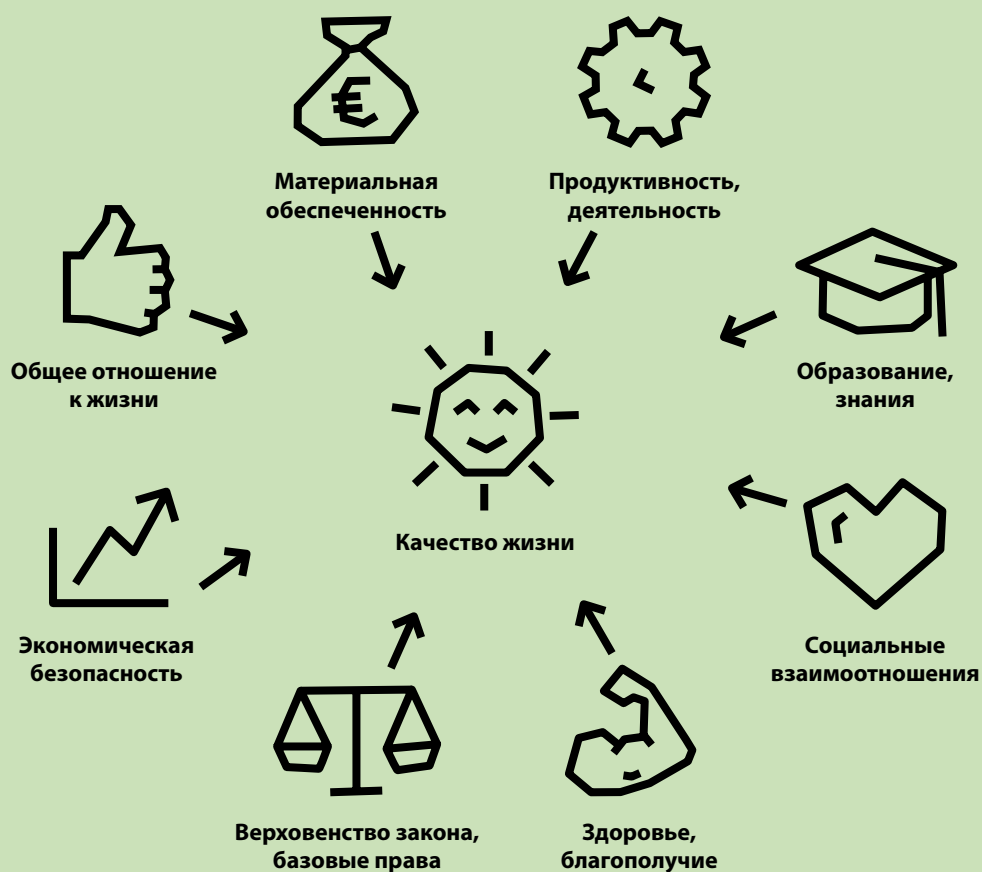 €
Материальная
обеспеченность
Продуктивность,
деятельность
Общее отношение
к жизни
Образование,
знания
Качество жизни
Экономическая
безопасность
Социальные
взаимоотношения
Верховенство закона,
базовые права
Здоровье,
благополучие